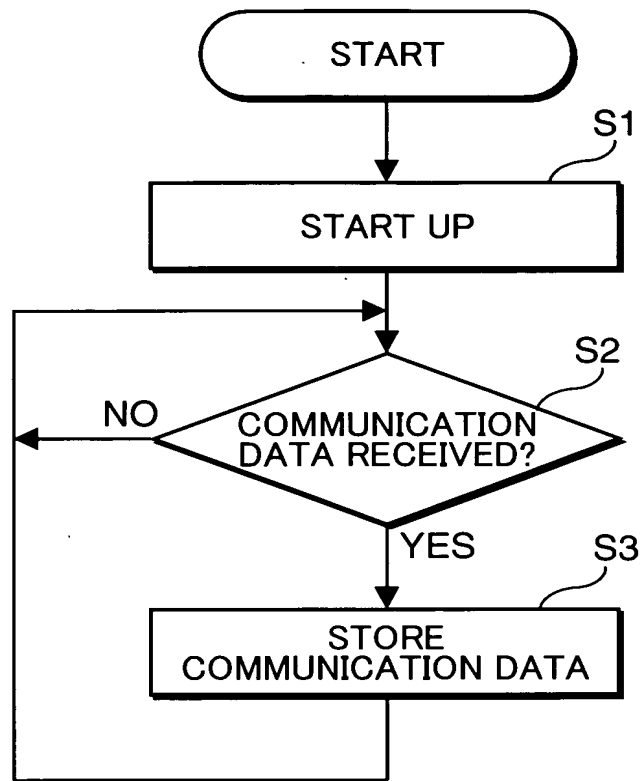 START
S1
START UP
S2
NO
COMMUNICATION
DATA RECEIVED?
YES
S3
STORE
COMMUNICATION DATA